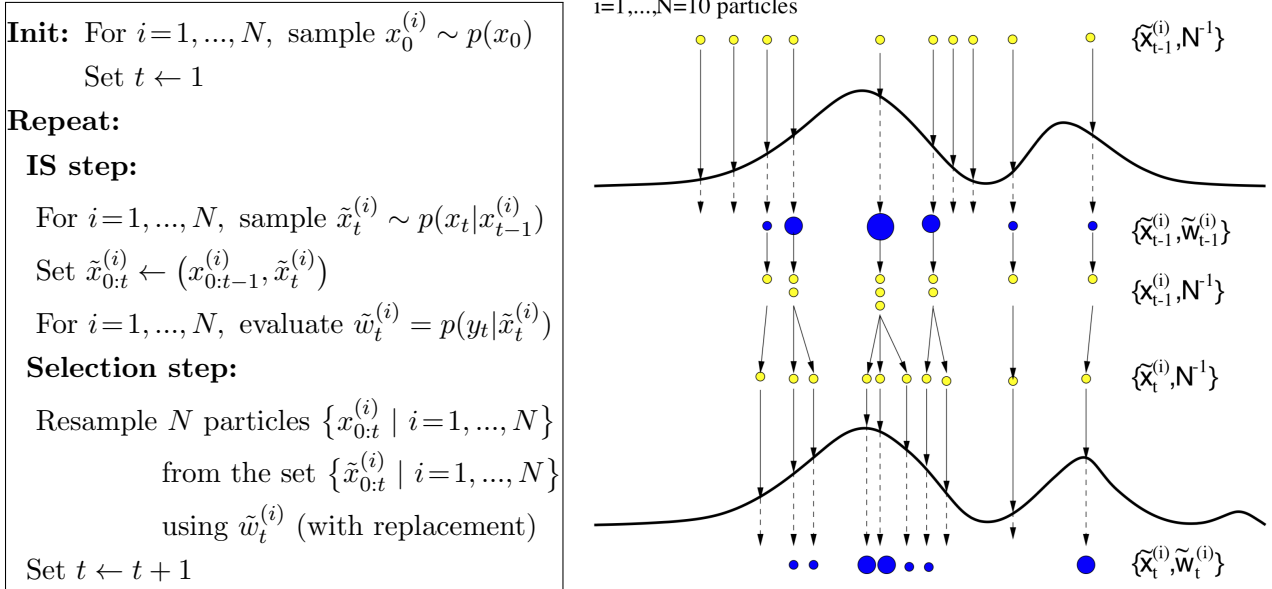 Init: For i=1, ..., N, sample x_0^{(i)} ∼ p(x_0)
Set t ← 1
Repeat:
IS step:
For i=1, ..., N, sample x̃_t^{(i)} ∼ p(x_t|x_{t-1}^{(i)})
Set x̃_{0:t}^{(i)} ← (x_{0:t-1}^{(i)}, x̃_t^{(i)})
For i=1, ..., N, evaluate w̃_t^{(i)} = p(y_t|x̃_t^{(i)})
Selection step:
Resample N particles {x_{0:t}^{(i)} | i=1, ..., N}
from the set {x̃_{0:t}^{(i)} | i=1, ..., N}
using w̃_t^{(i)} (with replacement)
Set t ← t + 1
i=1,...,N=10 particles
{x̃_{t-1}^{(i)},N^{-1}}
{x̃_{t-1}^{(i)},w̃_{t-1}^{(i)}}
{x_{t-1}^{(i)},N^{-1}}
{x̃_t^{(i)},N^{-1}}
{x̃_t^{(i)},w̃_t^{(i)}}